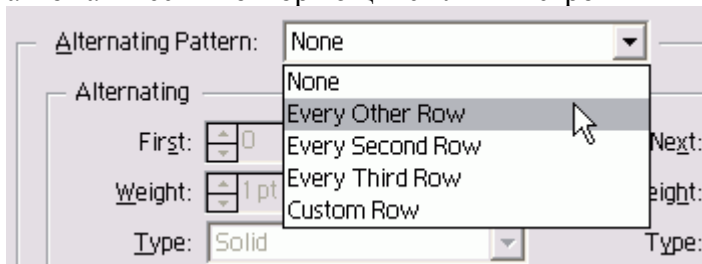 Alternating Pattern: None
None
Alternating
Every Other Row
First: 0
Every Second Row
Next:
Weight: 1 pt
Every Third Row
Custom Row
Type: Solid
Type: